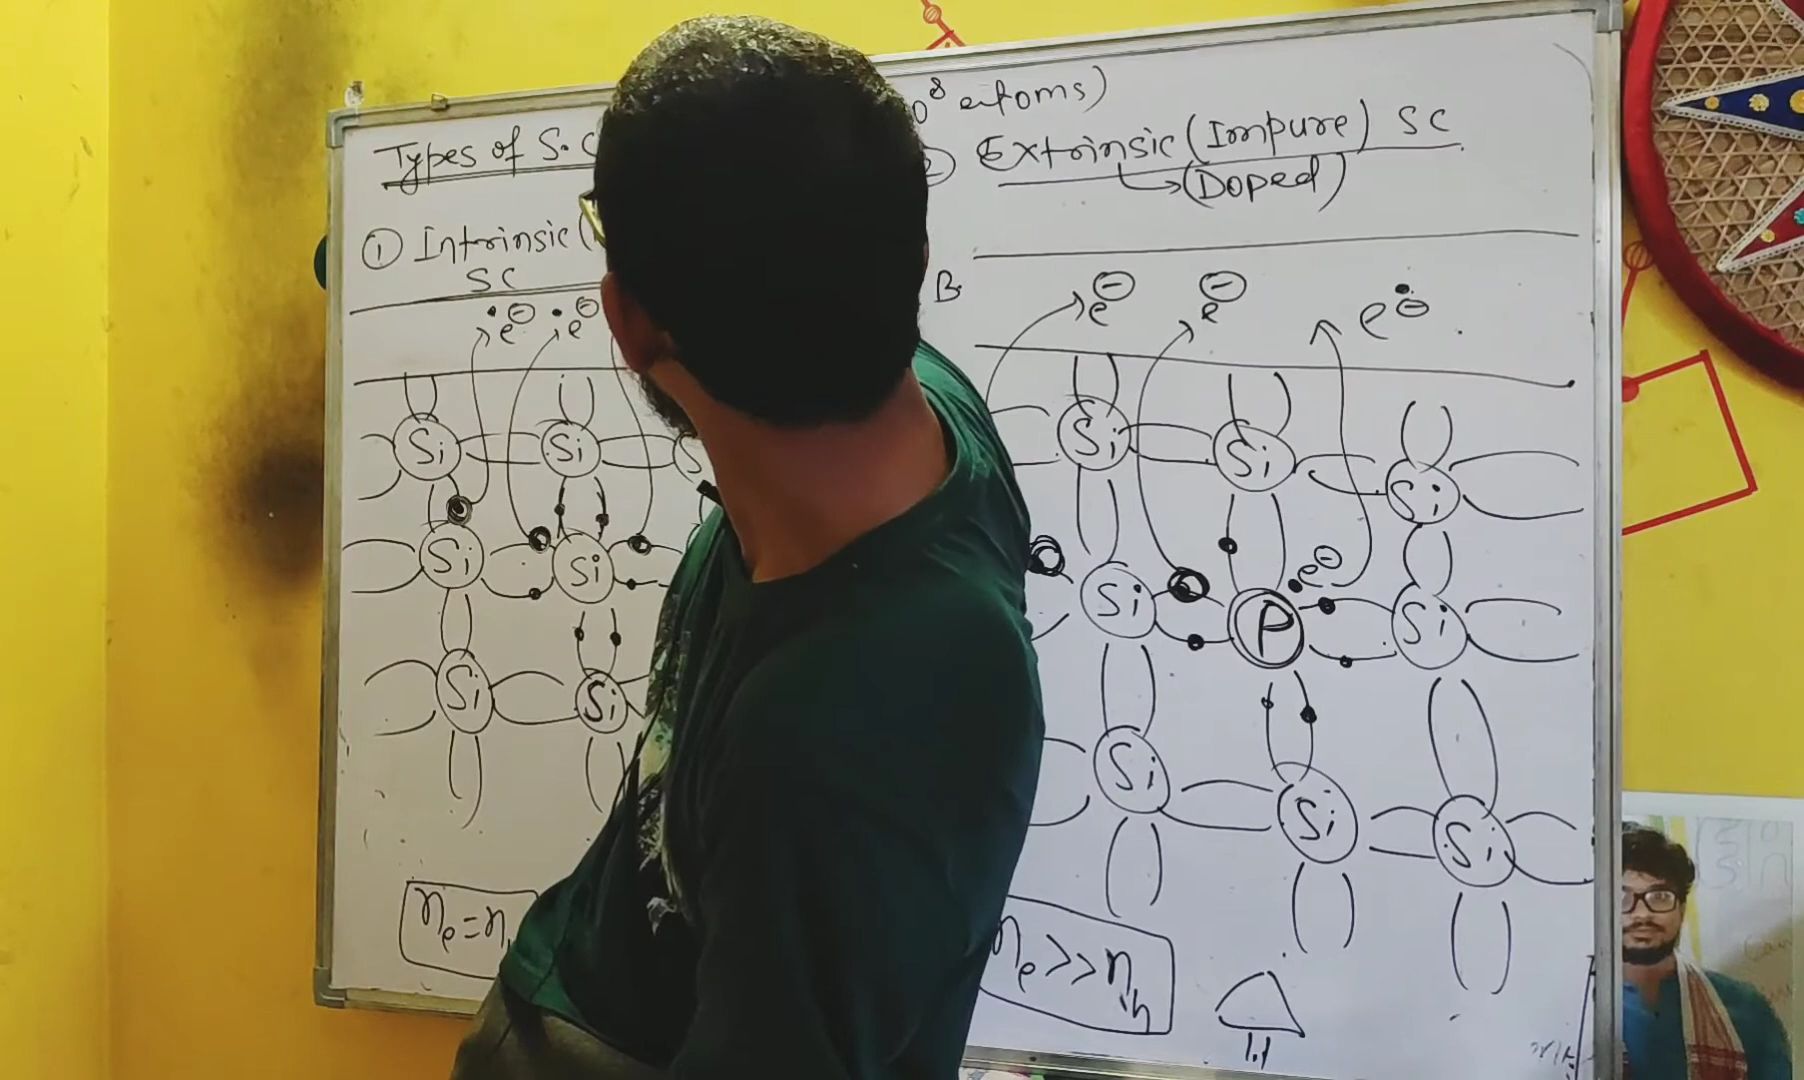 Types of S.C
① Intrinsic (
SC
e⊖ e⊖
Si Si S
Si Si
Si Si
nₑ = n
0⁸ atoms)
2) Extrinsic (Impure) SC
↳ (Doped)
B.
e⊖ e⊖ e⊖
Si Si Si
e⊖
Si P Si
Si Si Si
nₑ >> nₕ